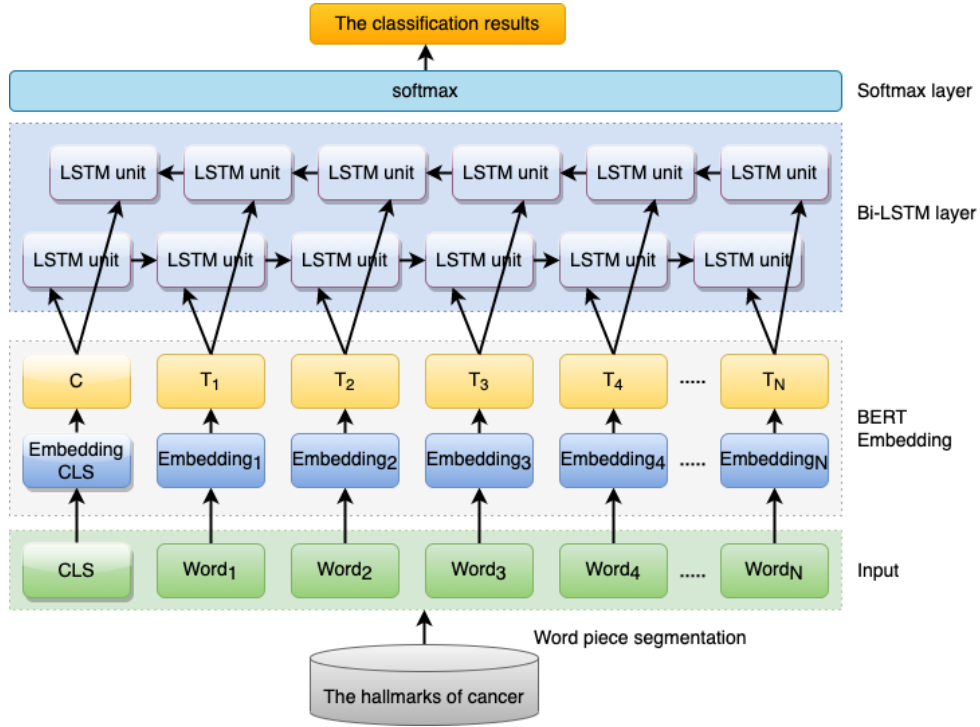 The classification results
softmax
Softmax layer
LSTM unit LSTM unit LSTM unit LSTM unit LSTM unit LSTM unit
Bi-LSTM layer
LSTM unit LSTM unit LSTM unit LSTM unit LSTM unit LSTM unit
C T1 T2 T3 T4 ..... TN
BERT
Embedding
Embedding
CLS
Embedding1 Embedding2 Embedding3 Embedding4 ..... EmbeddingN
CLS Word1 Word2 Word3 Word4 ..... WordN
Input
Word piece segmentation
The hallmarks of cancer